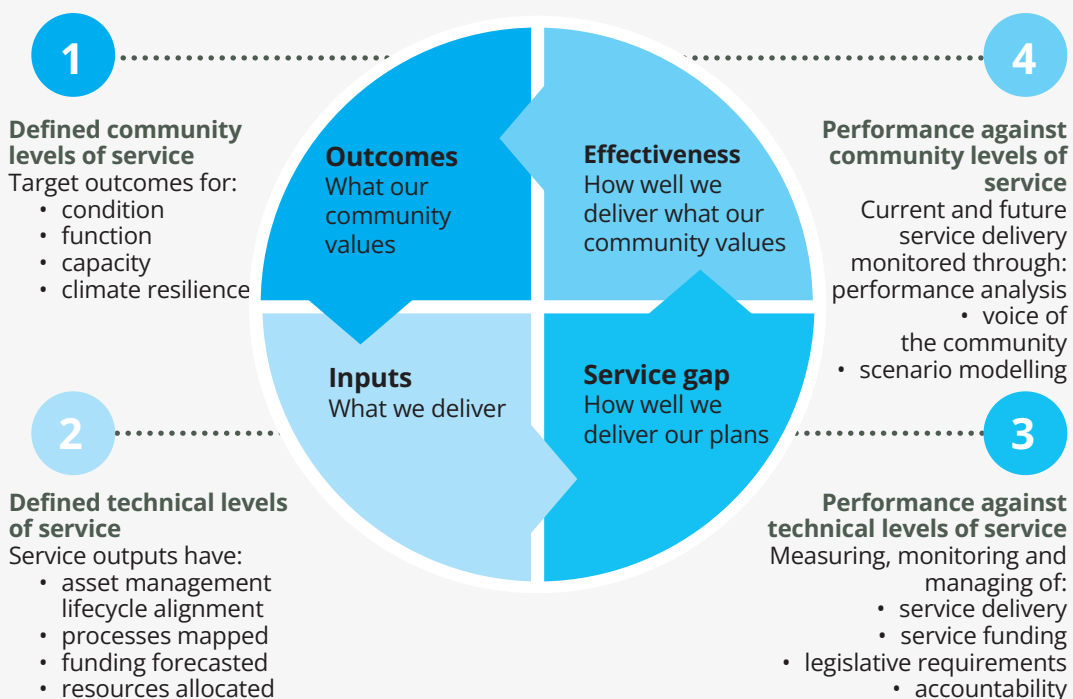 1
Defined community
levels of service
Target outcomes for:
• condition
• function
• capacity
• climate resilience
Outcomes
What our
community
values
Effectiveness
How well we
deliver what our
community values
4
Performance against
community levels of
service
Current and future
service delivery
monitored through:
performance analysis
• voice of
the community
• scenario modelling
2
Defined technical levels
of service
Service outputs have:
• asset management
lifecycle alignment
• processes mapped
• funding forecasted
• resources allocated
Inputs
What we deliver
Service gap
How well we
deliver our plans
3
Performance against
technical levels of service
Measuring, monitoring and
managing of:
• service delivery
• service funding
• legislative requirements
• accountability